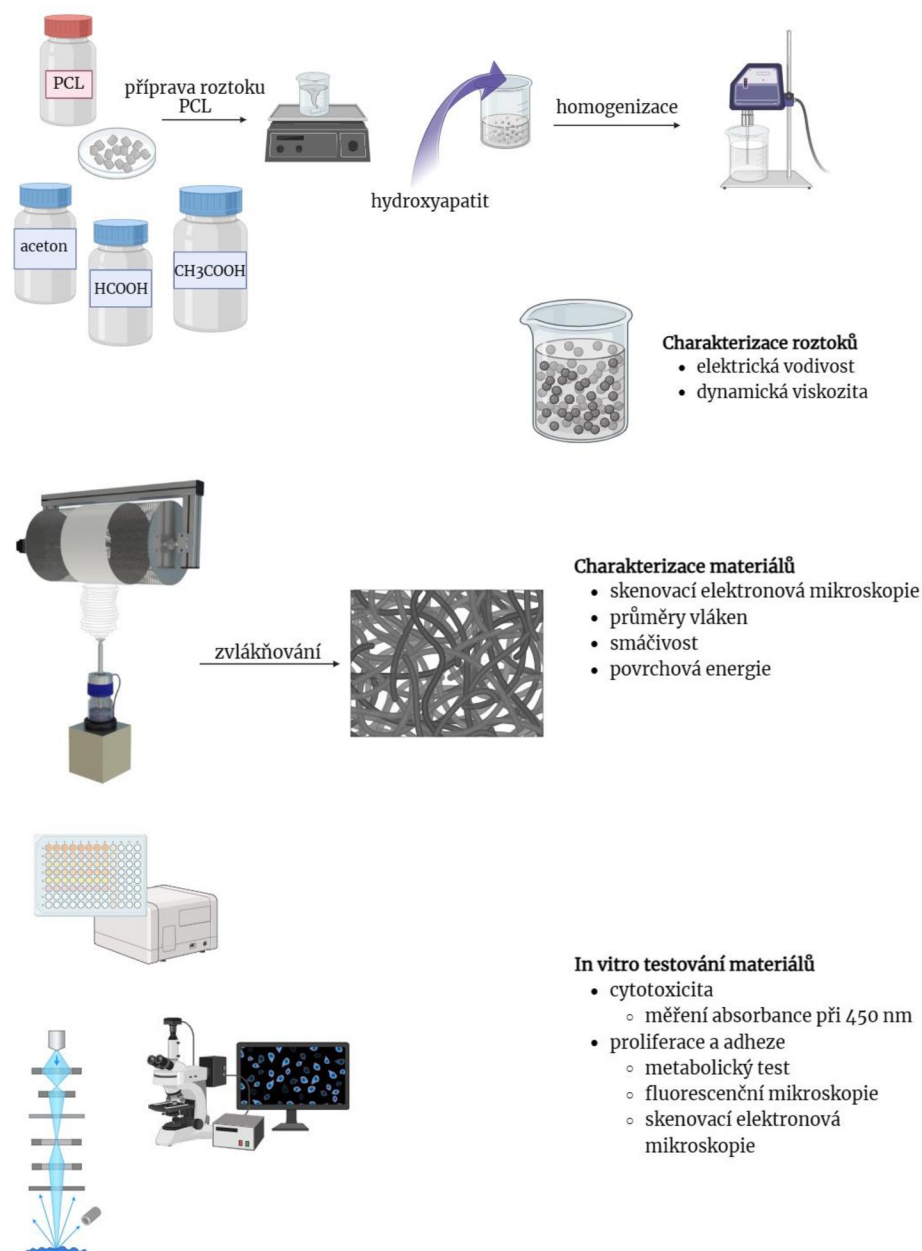 PCL
příprava roztoku
PCL
homogenizace
hydroxyapatit
aceton
HCOOH
CH3COOH
Charakterizace roztoků
• elektrická vodivost
• dynamická viskozita
Charakterizace materiálů
• skenovací elektronová mikroskopie
• průměry vláken
• smáčivost
• povrchová energie
zvlákňování
In vitro testování materiálů
• cytotoxicita
◦ měření absorbance při 450 nm
• proliferace a adheze
◦ metabolický test
◦ fluorescenční mikroskopie
◦ skenovací elektronová
mikroskopie